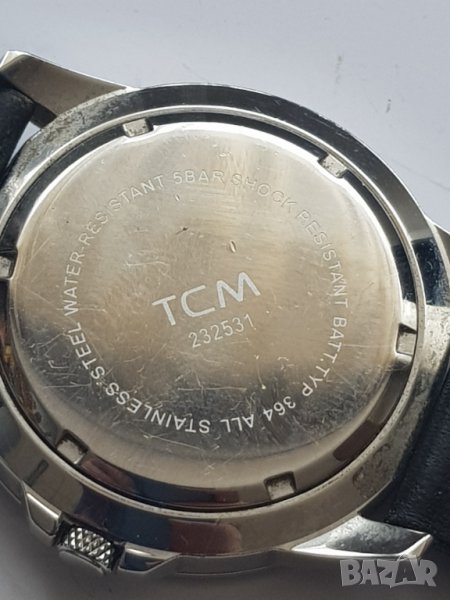 ALL STAINLESS STEEL WATER-RESISTANT 5BAR SHOCK RESISTANT BATT.TYP 364
TCM
232531
BAZAR